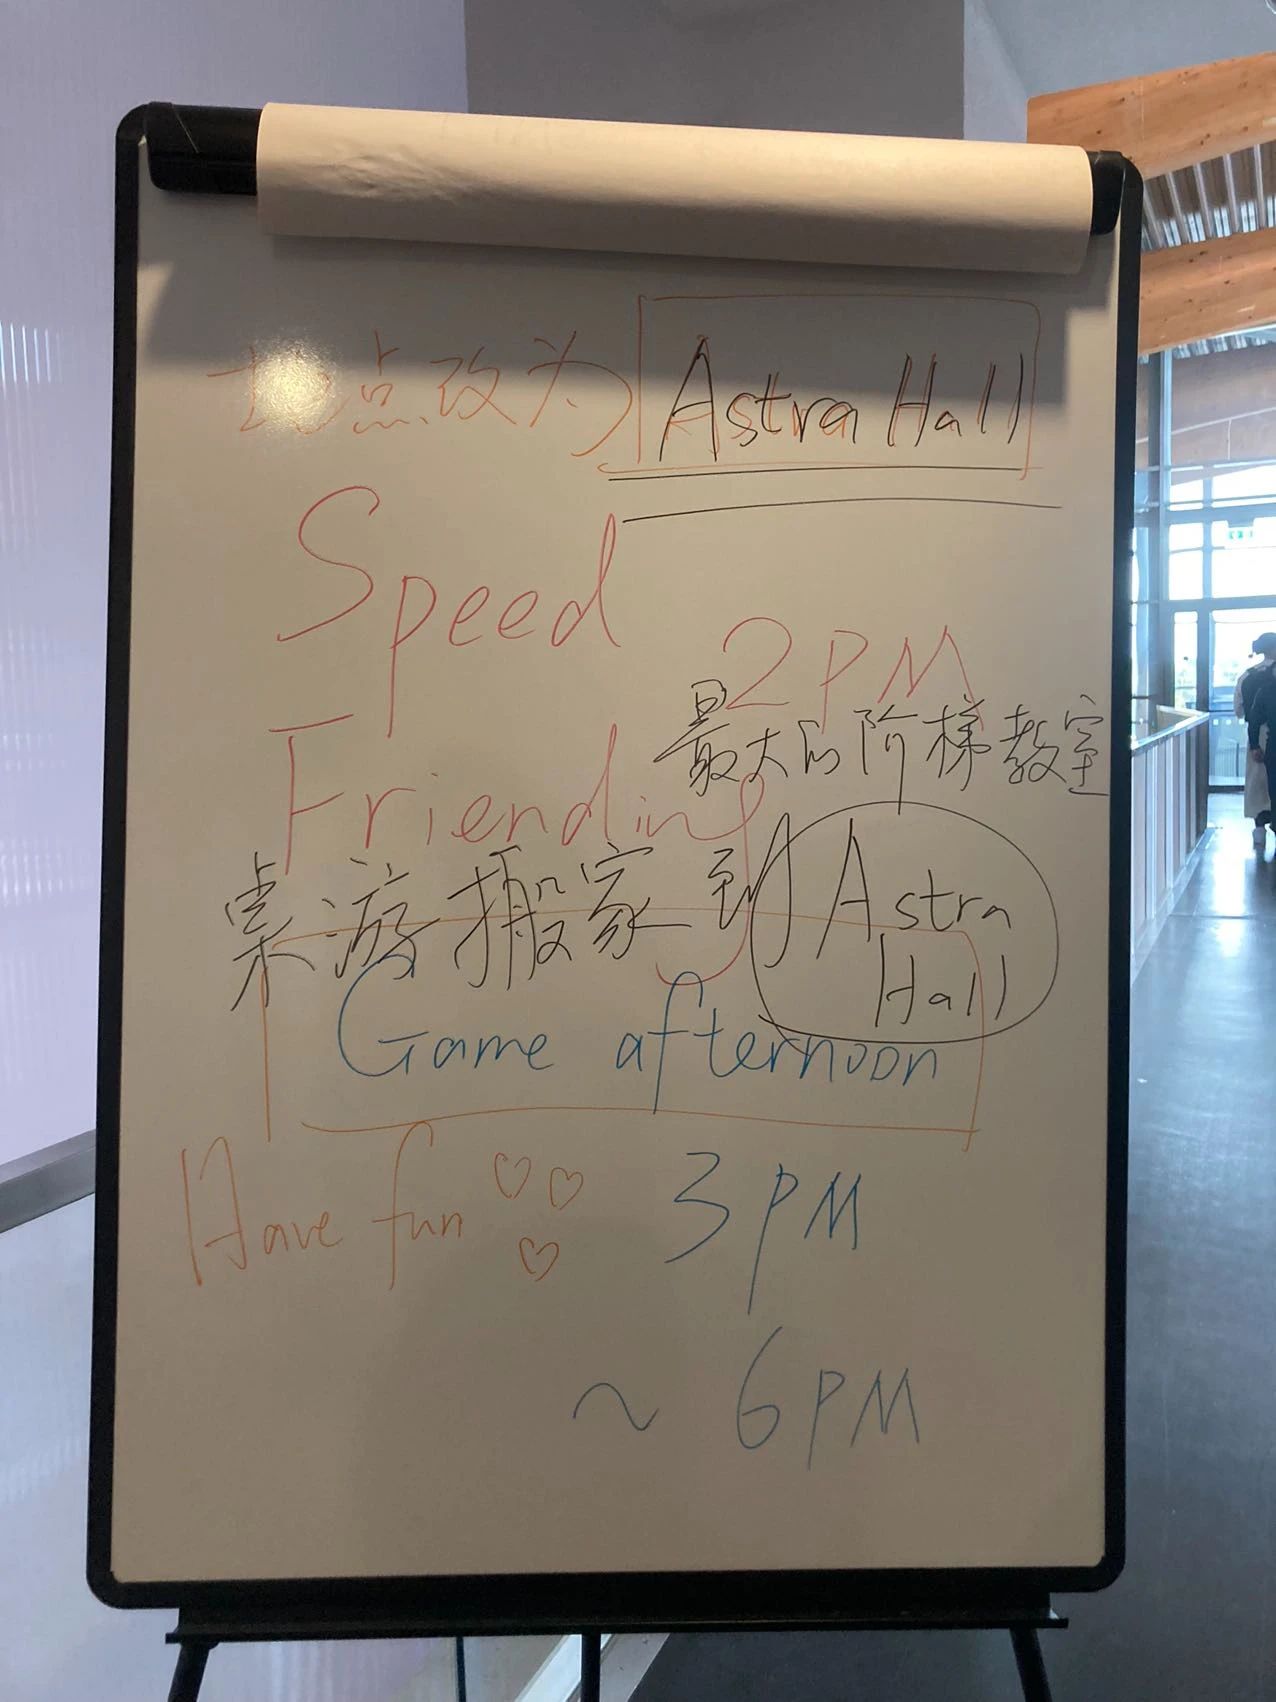 地点改为 Astra Hall
Speed
2PM
最大的阶梯教室
Friending
桌游搬家到 Astra
Hall
Game afternoon
Have fun
3PM
~ 6PM